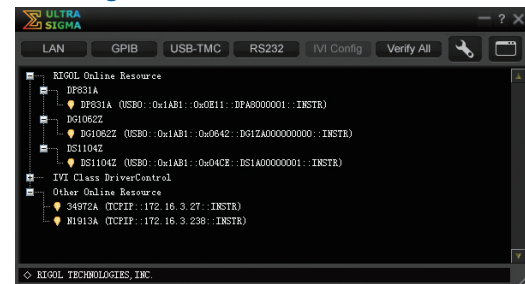 ULTRA
SIGMA
LAN GPIB USB-TMC RS232 IVI Config Verify All
RIGOL Online Resource
DP831A
DP831A (USB0::0x1AB1::0x0E11::DPA8000001::INSTR)
DG1062Z
DG1062Z (USB0::0x1AB1::0x0642::DG1ZA000000000::INSTR)
DS1104Z
DS1104Z (USB0::0x1AB1::0x04CE::DS1A00000001::INSTR)
IVI Class DriverControl
Other Online Resource
34972A (TCPIP::172.16.3.27::INSTR)
N1913A (TCPIP::172.16.3.238::INSTR)
RIGOL TECHNOLOGIES,INC.